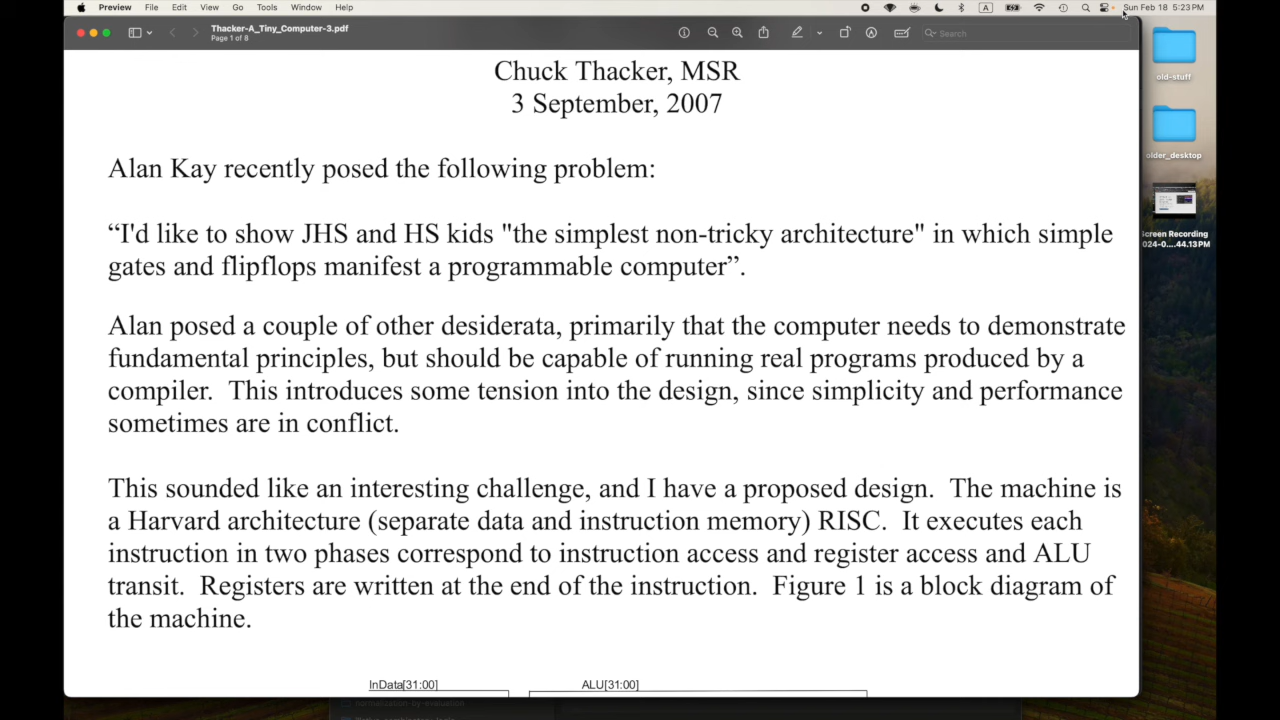 Preview File Edit View Go Tools Window Help
A
Sun Feb 18 5:23 PM
Thacker-A_Tiny_Computer-3.pdf
Page 1 of 8
Search
Chuck Thacker, MSR
3 September, 2007
Alan Kay recently posed the following problem:
“I'd like to show JHS and HS kids "the simplest non-tricky architecture" in which simple
gates and flipflops manifest a programmable computer”.
Alan posed a couple of other desiderata, primarily that the computer needs to demonstrate
fundamental principles, but should be capable of running real programs produced by a
compiler. This introduces some tension into the design, since simplicity and performance
sometimes are in conflict.
This sounded like an interesting challenge, and I have a proposed design. The machine is
a Harvard architecture (separate data and instruction memory) RISC. It executes each
instruction in two phases correspond to instruction access and register access and ALU
transit. Registers are written at the end of the instruction. Figure 1 is a block diagram of
the machine.
InData[31:00] ALU[31:00]
old-stuff
older_desktop
Screen Recording
024-0....44.13PM